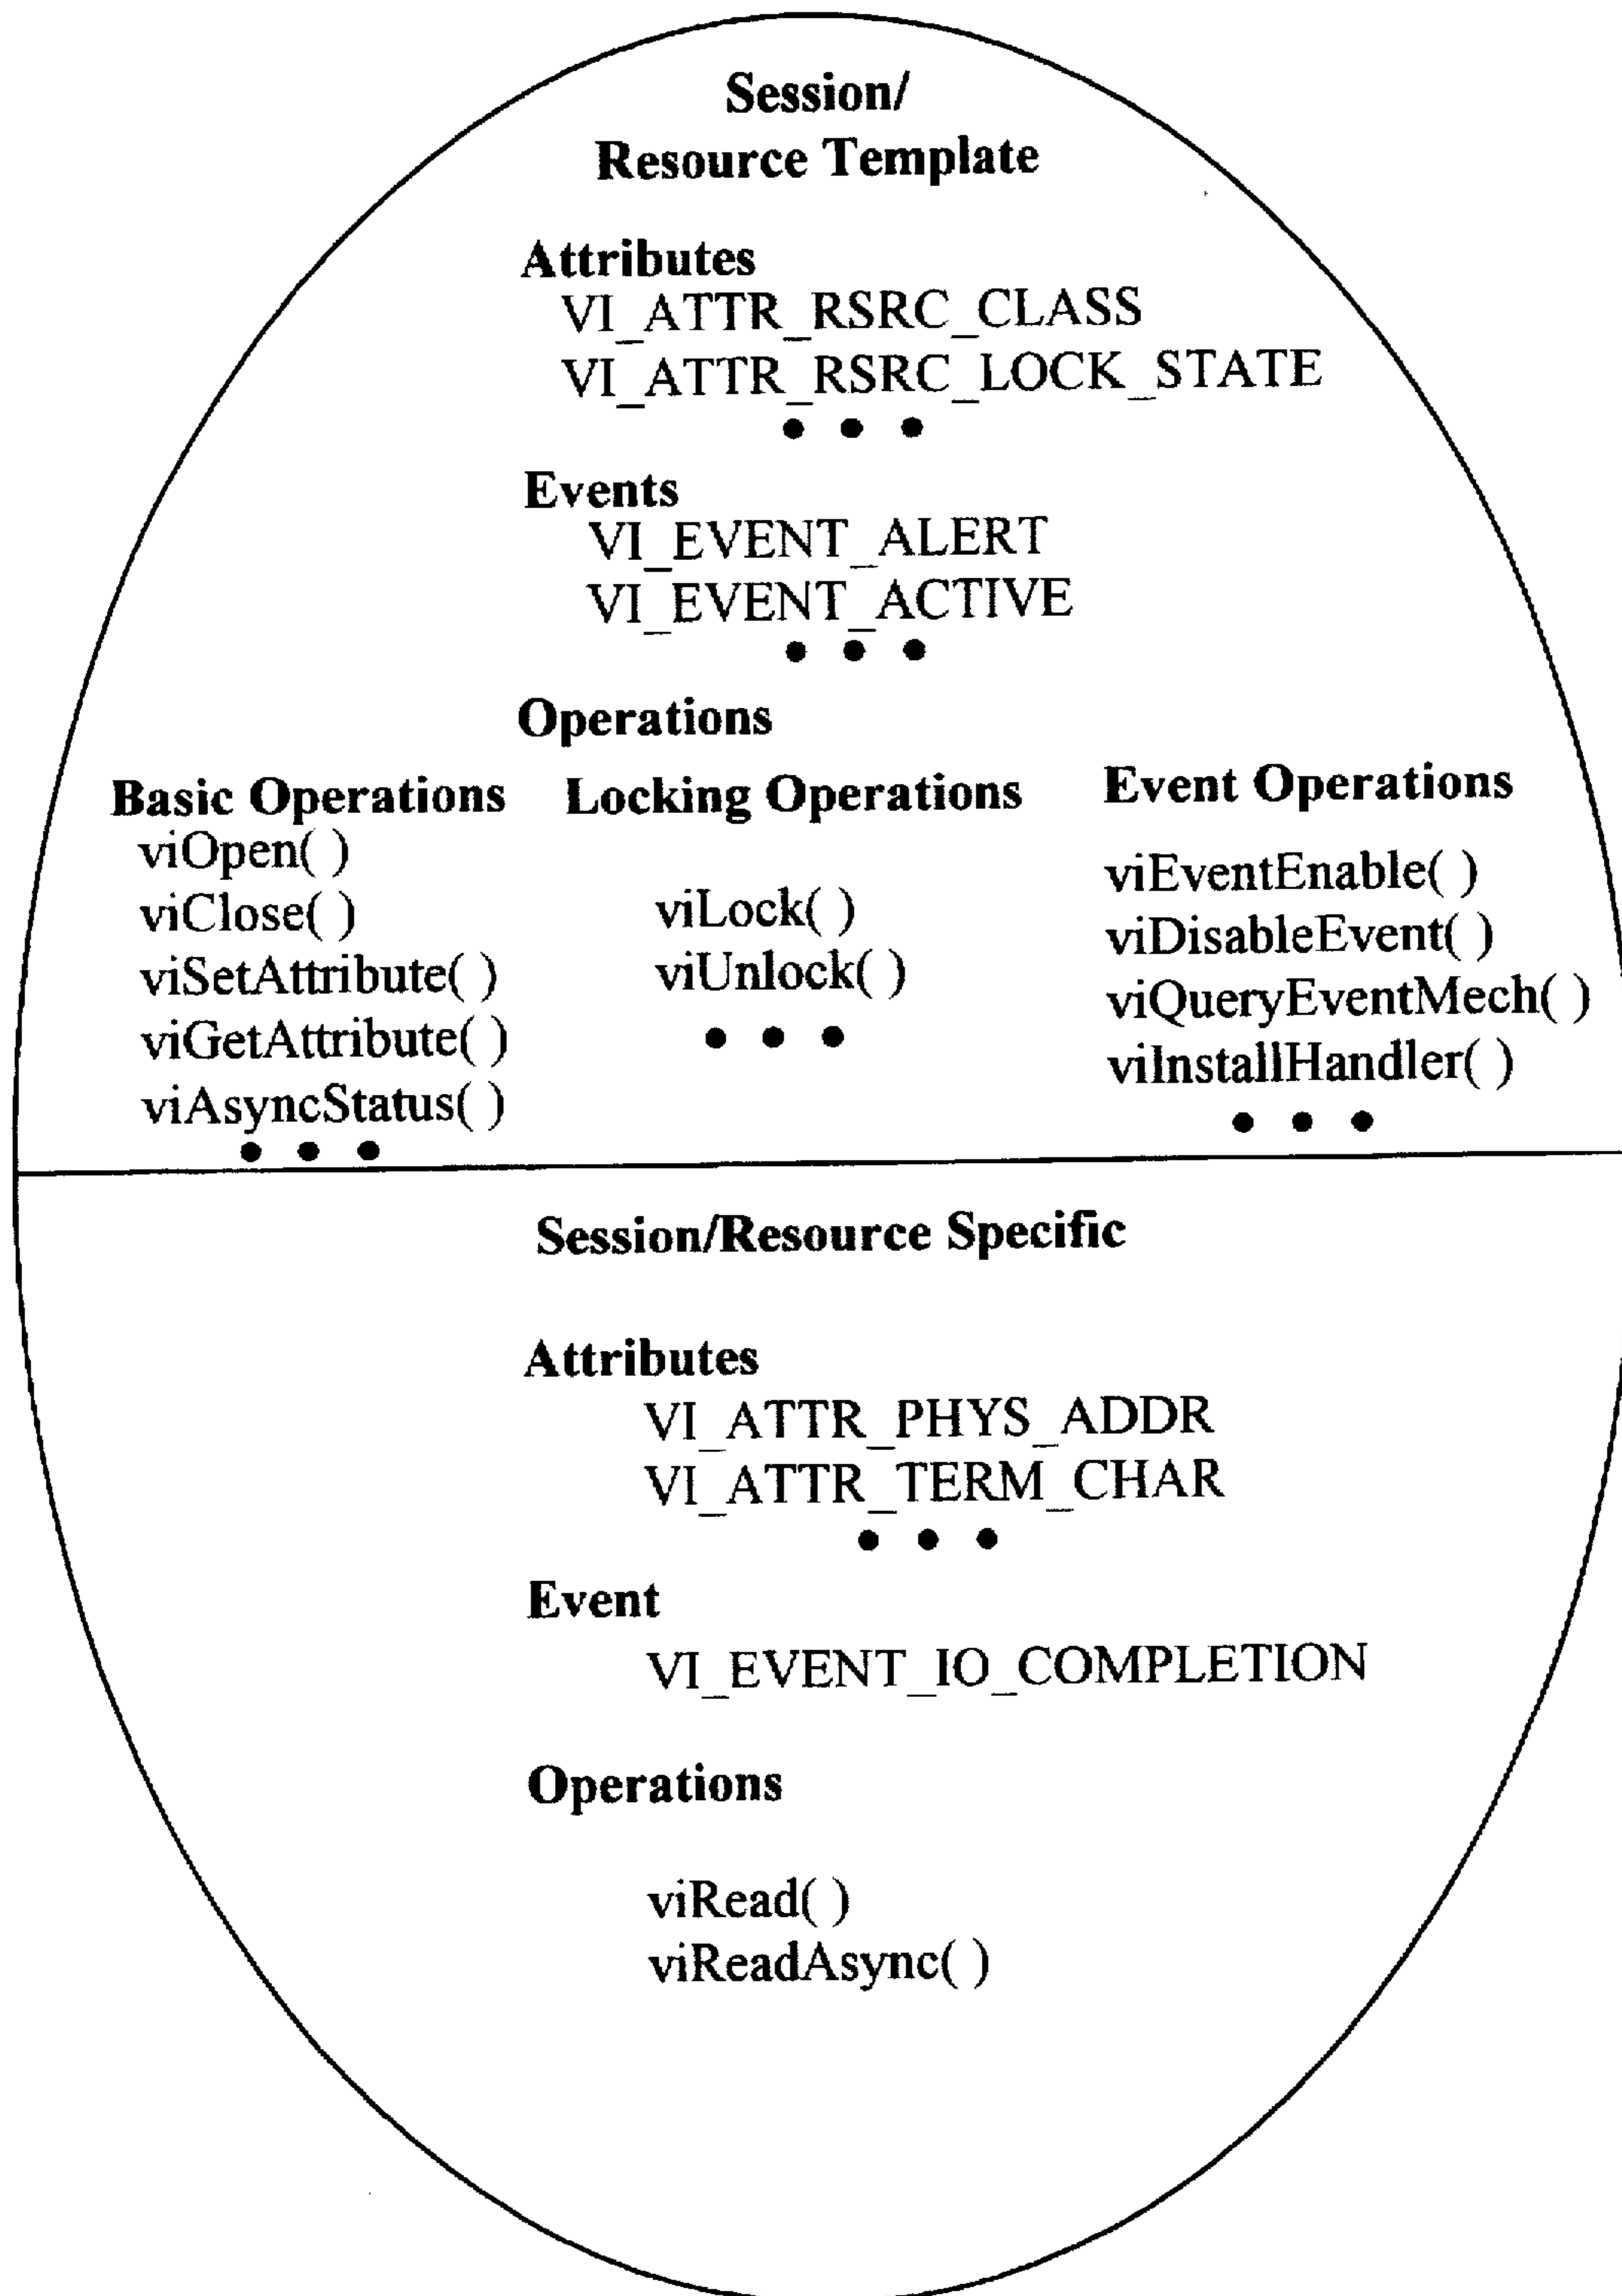 Session/
Resource Template
Attributes
VI_ATTR_RSRC_CLASS
VI_ATTR_RSRC_LOCK_STATE
• • •
Events
VI_EVENT_ALERT
VI_EVENT_ACTIVE
• • •
Operations
Basic Operations
viOpen( )
viClose( )
viSetAttribute( )
viGetAttribute( )
viAsyncStatus( )
• • •
Locking Operations
viLock( )
viUnlock( )
• • •
Event Operations
viEventEnable( )
viDisableEvent( )
viQueryEventMech( )
viInstallHandler( )
• • •
Session/Resource Specific
Attributes
VI_ATTR_PHYS_ADDR
VI_ATTR_TERM_CHAR
• • •
Event
VI_EVENT_IO_COMPLETION
Operations
viRead( )
viReadAsync( )